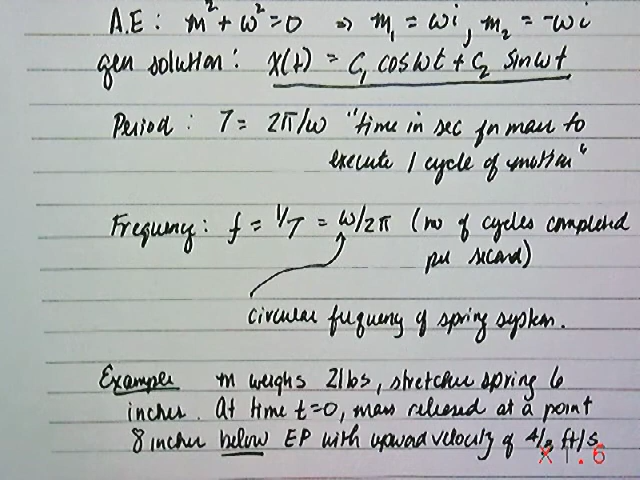 A.E: m² + ω² = 0 ⇒ m₁ = ωi, m₂ = -ωi
gen solution: x(t) = C₁ cos ωt + C₂ sin ωt
Period: T = 2π/ω "time in sec for mass to
execute 1 cycle of motion"
Frequency: f = 1/T = ω/2π (no of cycles completed
per second)
circular frequency of spring system.
Example m weighs 2lbs, stretches spring 6
inches. At time t=0, mass released at a point
8 inches below EP with upward velocity of 4/3 ft/s
x 1.6